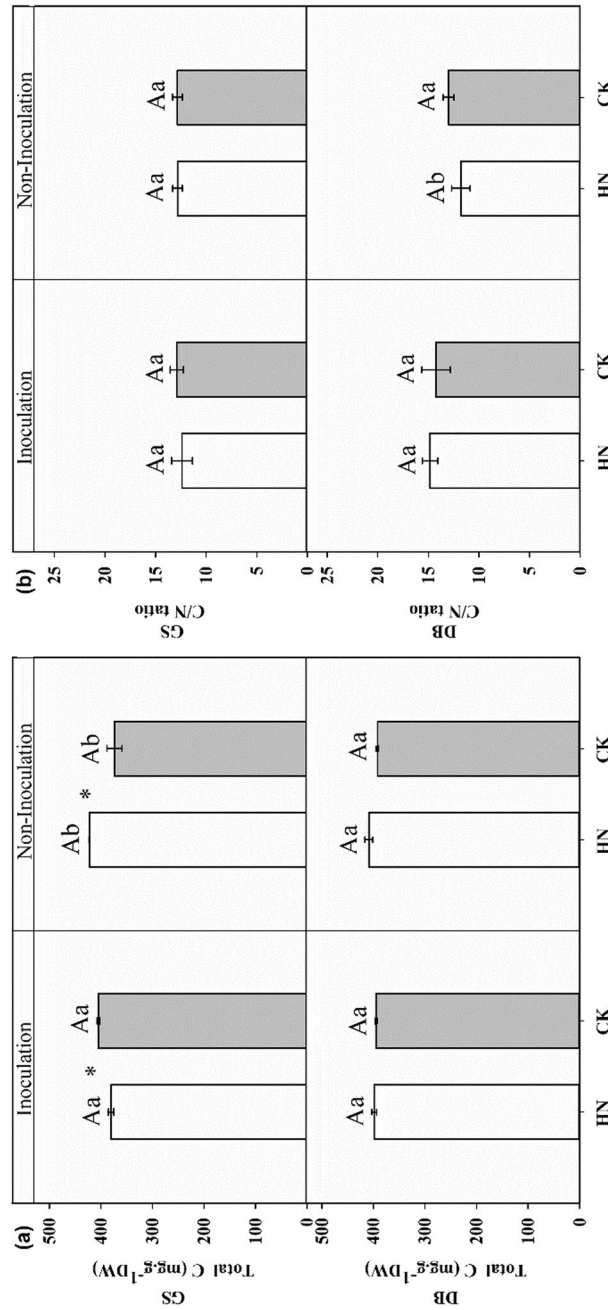 (a)
Inoculation
Non-Inoculation
500
400
300
200
100
0
Total C (mg.g-1DW)
GS
Aa
*
Aa
Ab
*
Ab
500
400
300
200
100
0
Total C (mg.g-1DW)
DB
Aa
Aa
Aa
Aa
HN
CK
HN
CK
(b)
Inoculation
Non-Inoculation
25
20
15
10
5
0
C/N tatio
GS
Aa
Aa
Aa
Aa
25
20
15
10
5
0
C/N tatio
DB
Aa
Aa
Ab
Aa
HN
CK
HN
CK